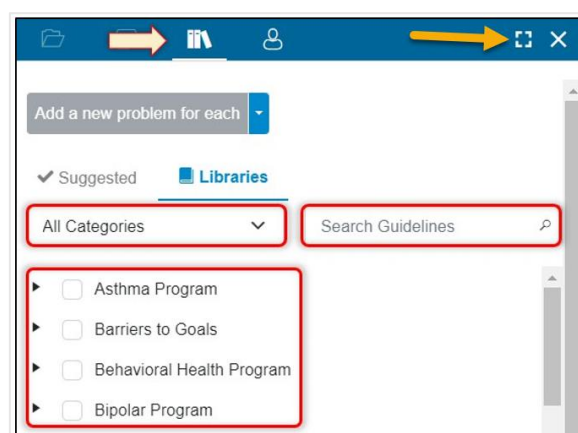 Add a new problem for each
Suggested Libraries
All Categories Search Guidelines
Asthma Program
Barriers to Goals
Behavioral Health Program
Bipolar Program